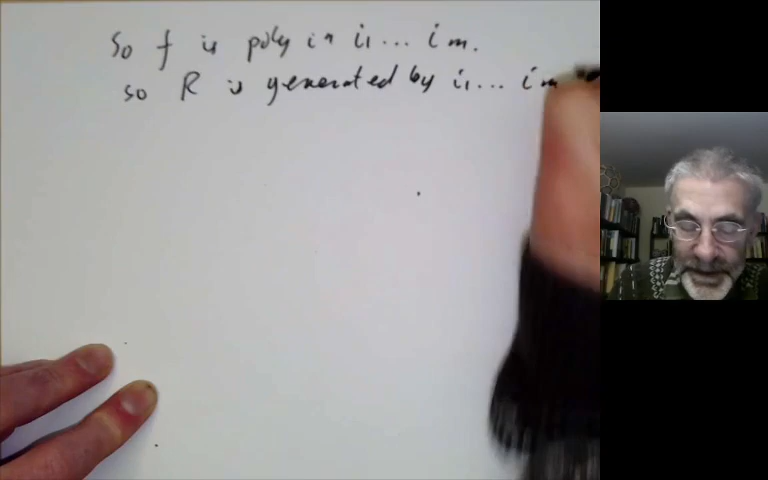 So f is poly in i1... im.
so R is generated by i1... im